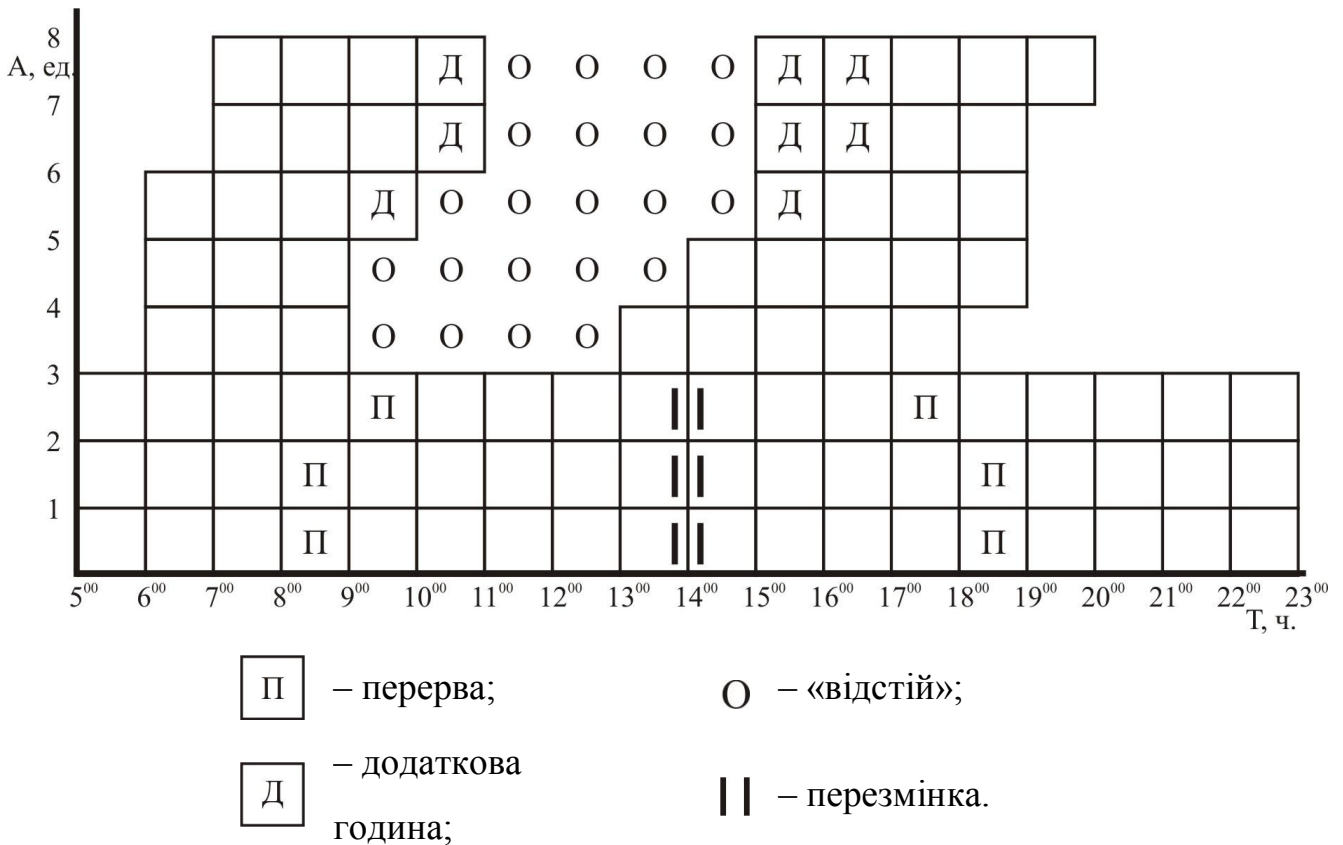 8
А, ед.
Д О О О О Д Д
7
Д О О О О Д Д
6
Д О О О О О Д
5
О О О О О
4
О О О О
3
П П
2
П П
1
П П
5⁰⁰ 6⁰⁰ 7⁰⁰ 8⁰⁰ 9⁰⁰ 10⁰⁰ 11⁰⁰ 12⁰⁰ 13⁰⁰ 14⁰⁰ 15⁰⁰ 16⁰⁰ 17⁰⁰ 18⁰⁰ 19⁰⁰ 20⁰⁰ 21⁰⁰ 22⁰⁰ 23⁰⁰
Т, ч.
П – перерва; О – «відстій»;
Д – додаткова
година;
– перезмінка.